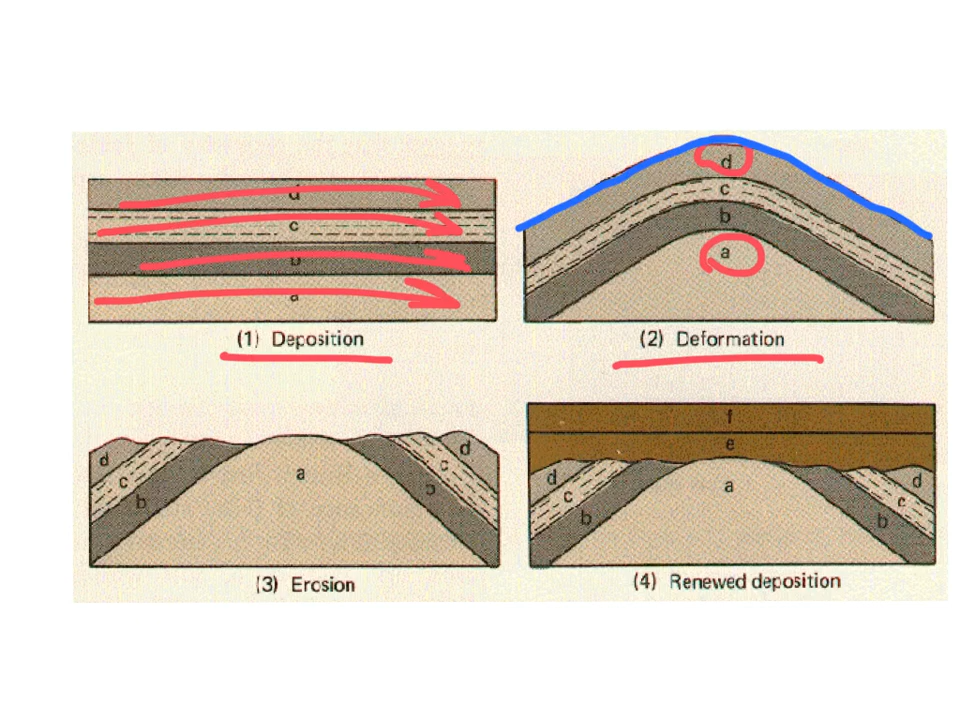 d
c
b
a
(1) Deposition
d
c
b
a
(2) Deformation
d
c
b
a
d
c
b
(3) Erosion
f
e
d
c
b
a
d
c
b
(4) Renewed deposition